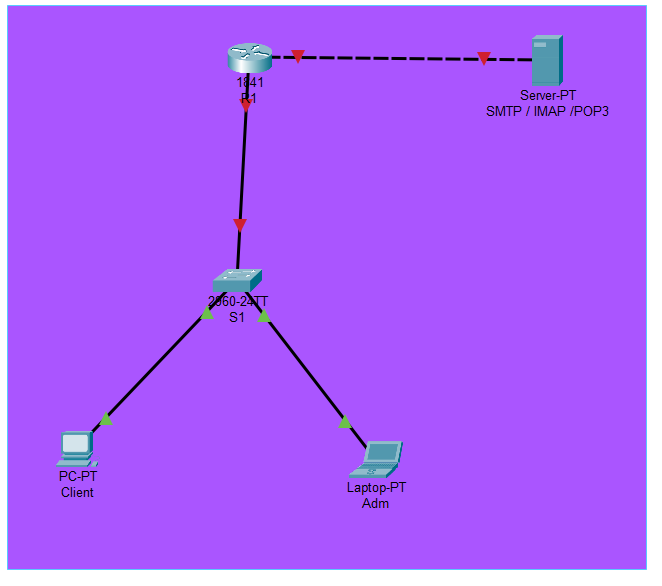 1841
R1
Server-PT
SMTP / IMAP /POP3
2960-24TT
S1
PC-PT
Client
Laptop-PT
Adm